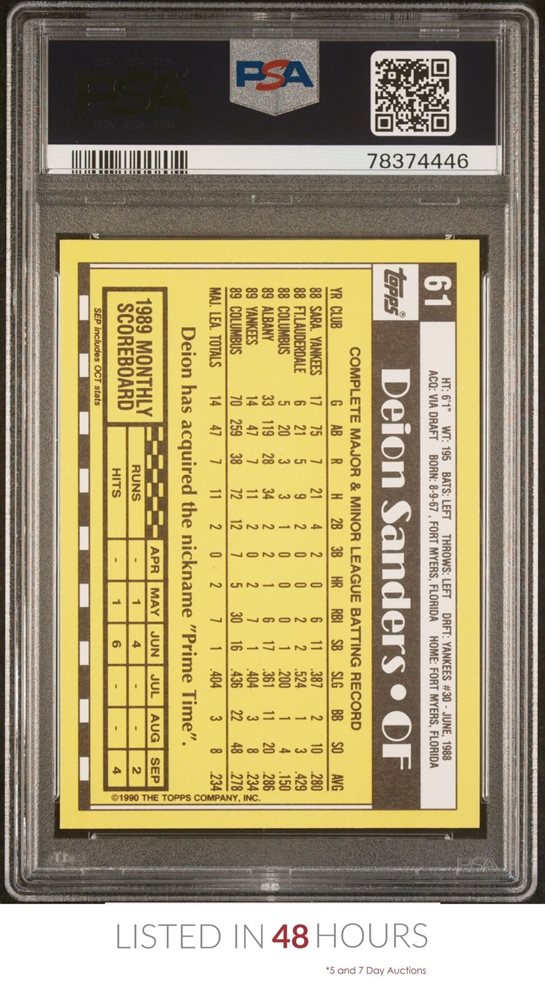 PSA
78374446
61
topps®
HT: 6'1" WT: 195 BATS: LEFT THROWS: LEFT DRFT: YANKEES #30 - JUNE, 1988
ACQ: VIA DRAFT BORN: 8-9-67, FORT MYERS, FLORIDA HOME: FORT MYERS, FLORIDA
Deion Sanders • OF
COMPLETE MAJOR & MINOR LEAGUE BATTING RECORD
YR CLUB G AB R H 2B 3B HR RBI SB SLG BB SO AVG
88 SARA. YANKEES 17 75 7 21 4 2 0 6 11 .387 2 10 .280
88 FT.LAUDERDALE 6 21 5 9 2 0 0 2 2 .524 1 3 .429
88 COLUMBUS 5 20 3 3 1 0 0 0 1 .200 1 4 .150
89 ALBANY 33 119 28 34 2 2 1 6 17 .361 11 20 .286
89 YANKEES 14 47 7 11 2 0 2 7 1 .404 3 8 .234
89 COLUMBUS 70 259 38 72 12 7 5 30 16 .436 22 48 .278
MAJ. LEA. TOTALS 14 47 7 11 2 0 2 7 1 .404 3 8 .234
Deion has acquired the nickname "Prime Time".
1989 MONTHLY
SCOREBOARD
APR MAY JUN JUL AUG SEP
RUNS - 1 4 - - 2
HITS - 1 6 - - 4
SEP includes OCT stats
©1990 THE TOPPS COMPANY, INC.
PSA
LISTED IN 48 HOURS
*5 and 7 Day Auctions